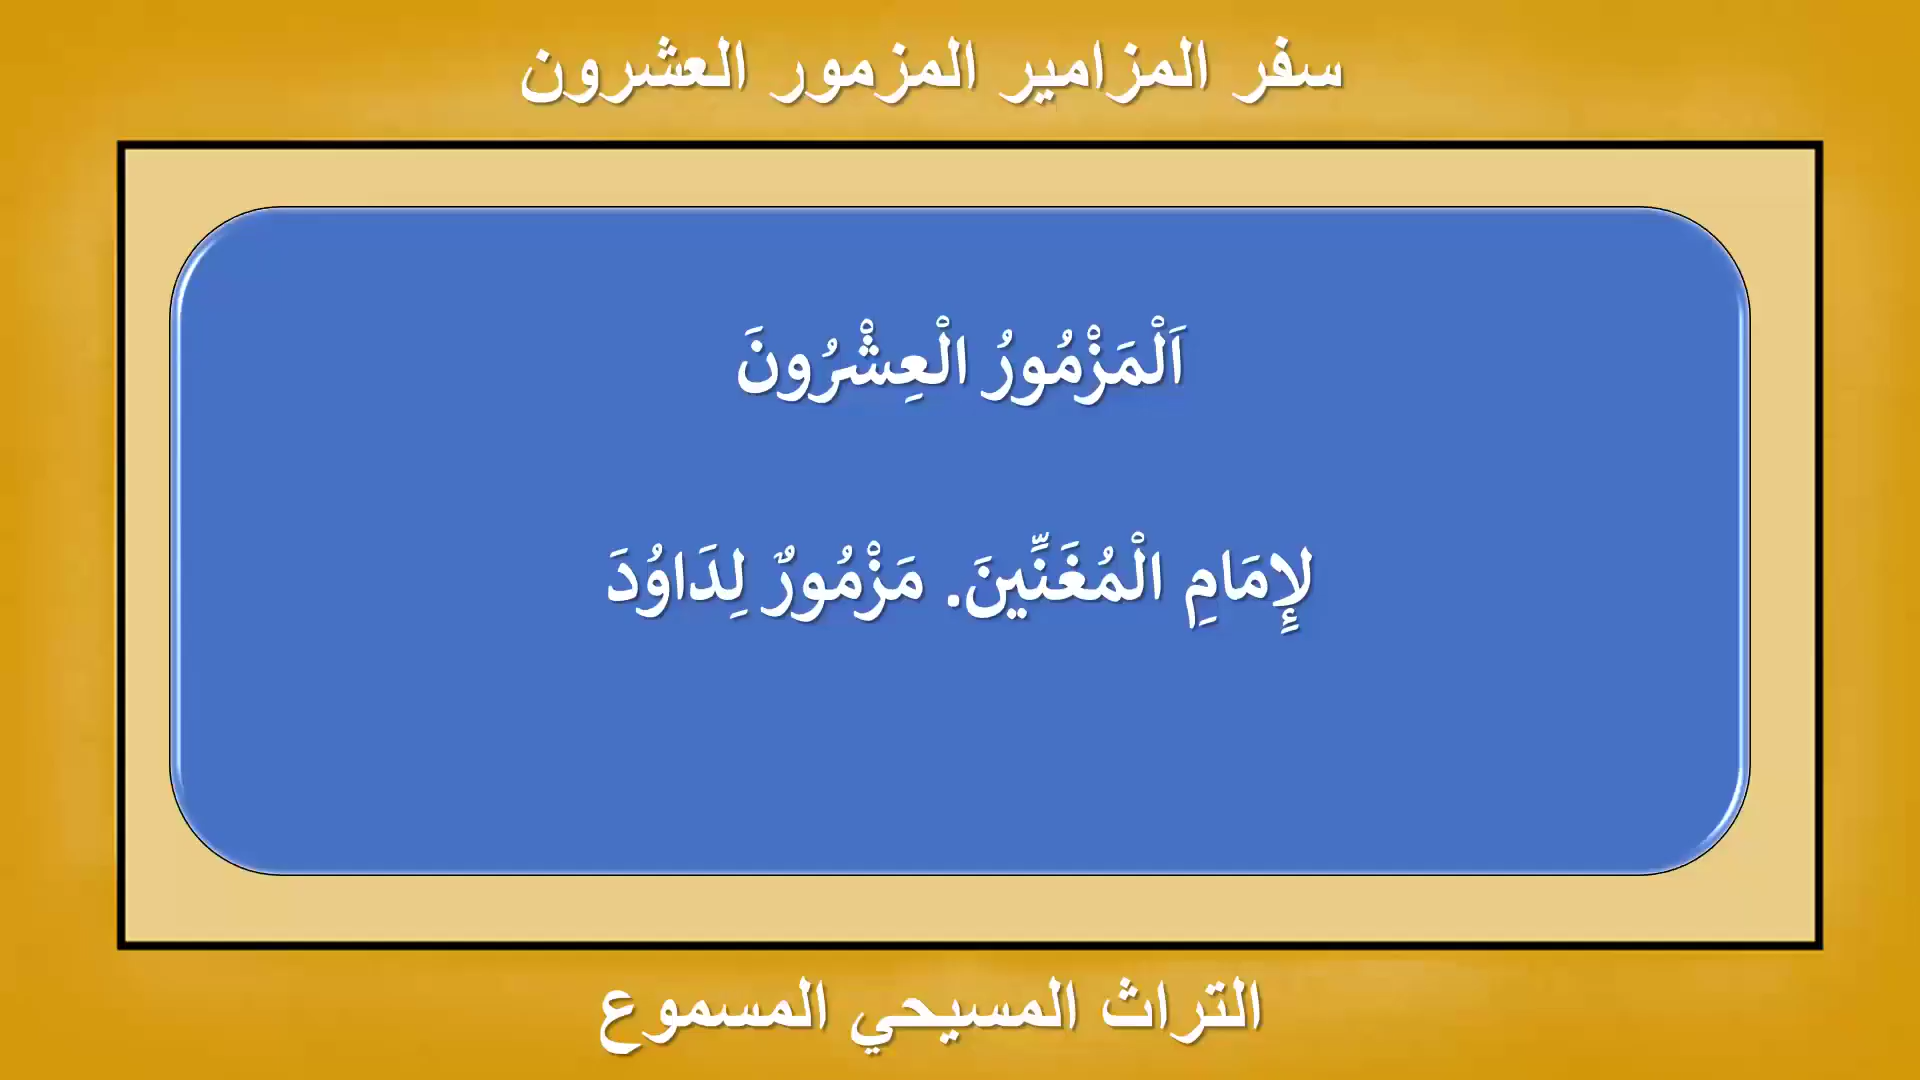 سفر المزامير المزمور العشرون
اَلْمَزْمُورُ الْعِشْرُونَ
لإِمَامِ الْمُغَنِّينَ. مَزْمُورٌ لِدَاوُدَ
التراث المسيحي المسموع